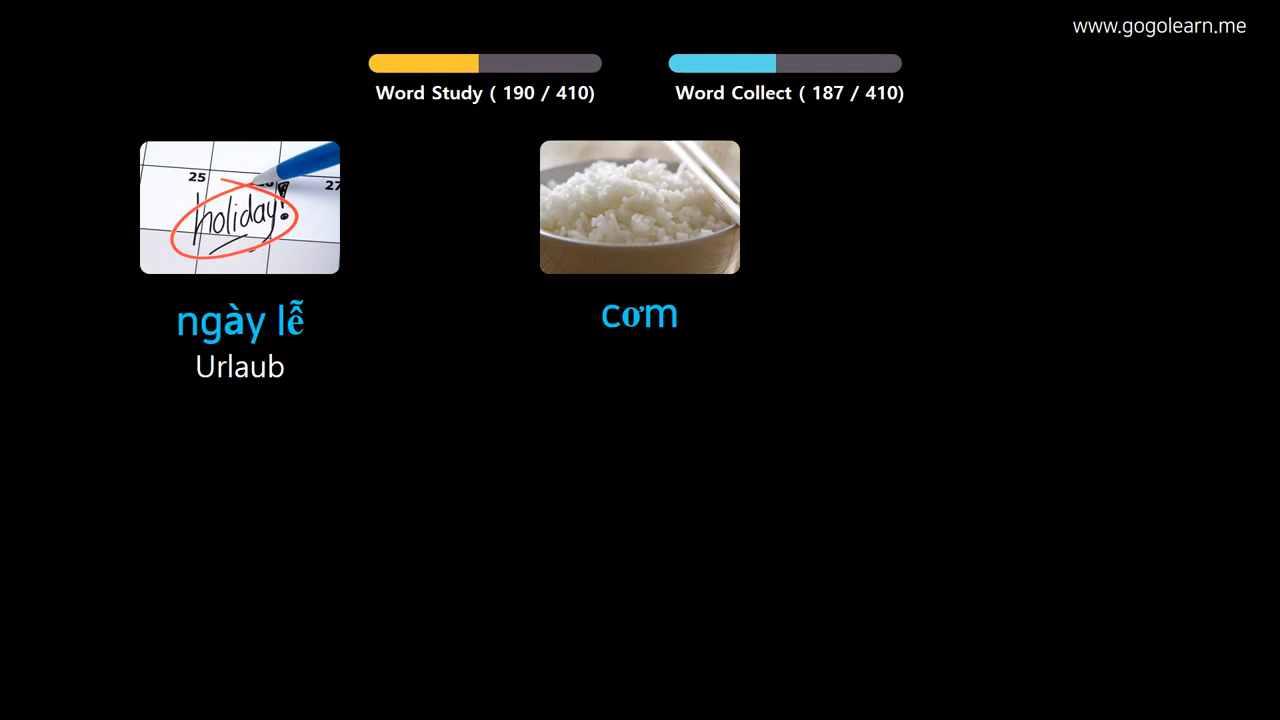 www.gogolearn.me
Word Study ( 190 / 410)
Word Collect ( 187 / 410)
25
27
holiday!
ngày lễ
Urlaub
cơm